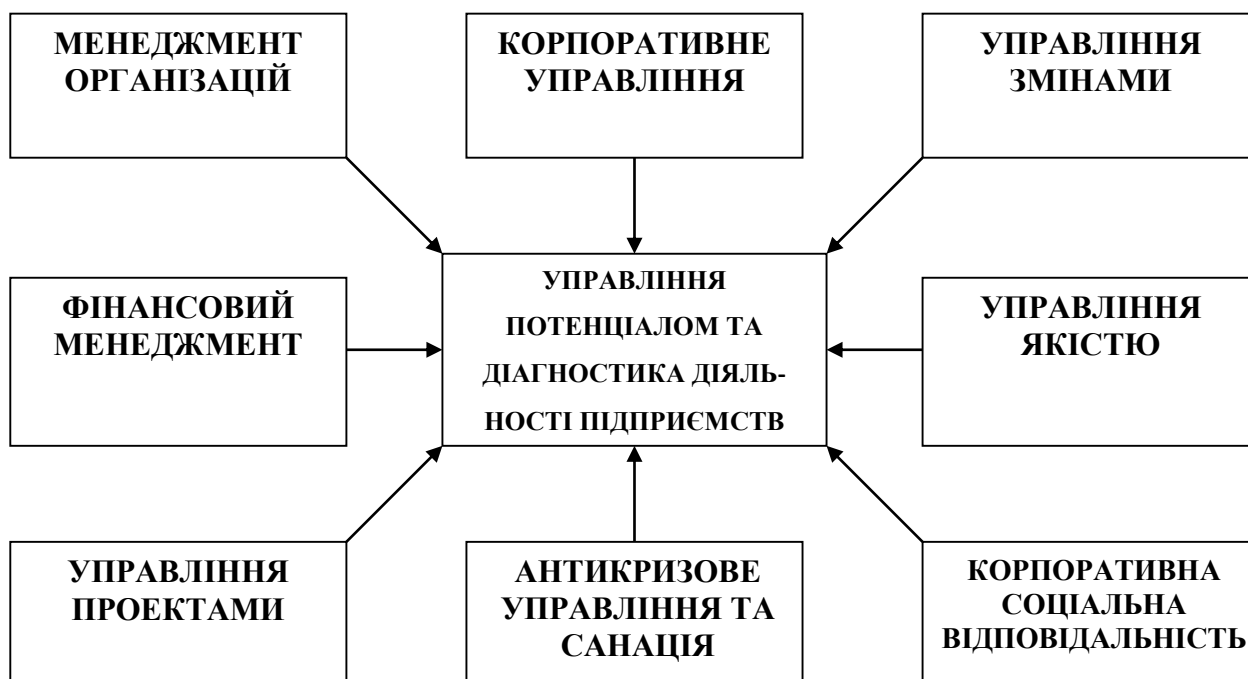 МЕНЕДЖМЕНТ
ОРГАНІЗАЦІЙ
КОРПОРАТИВНЕ
УПРАВЛІННЯ
УПРАВЛІННЯ
ЗМІНАМИ
ФІНАНСОВИЙ
МЕНЕДЖМЕНТ
УПРАВЛІННЯ
ПОТЕНЦІАЛОМ ТА
ДІАГНОСТИКА ДІЯЛЬ-
НОСТІ ПІДПРИЄМСТВ
УПРАВЛІННЯ
ЯКІСТЮ
УПРАВЛІННЯ
ПРОЕКТАМИ
АНТИКРИЗОВЕ
УПРАВЛІННЯ ТА
САНАЦІЯ
КОРПОРАТИВНА
СОЦІАЛЬНА
ВІДПОВІДАЛЬНІСТЬ